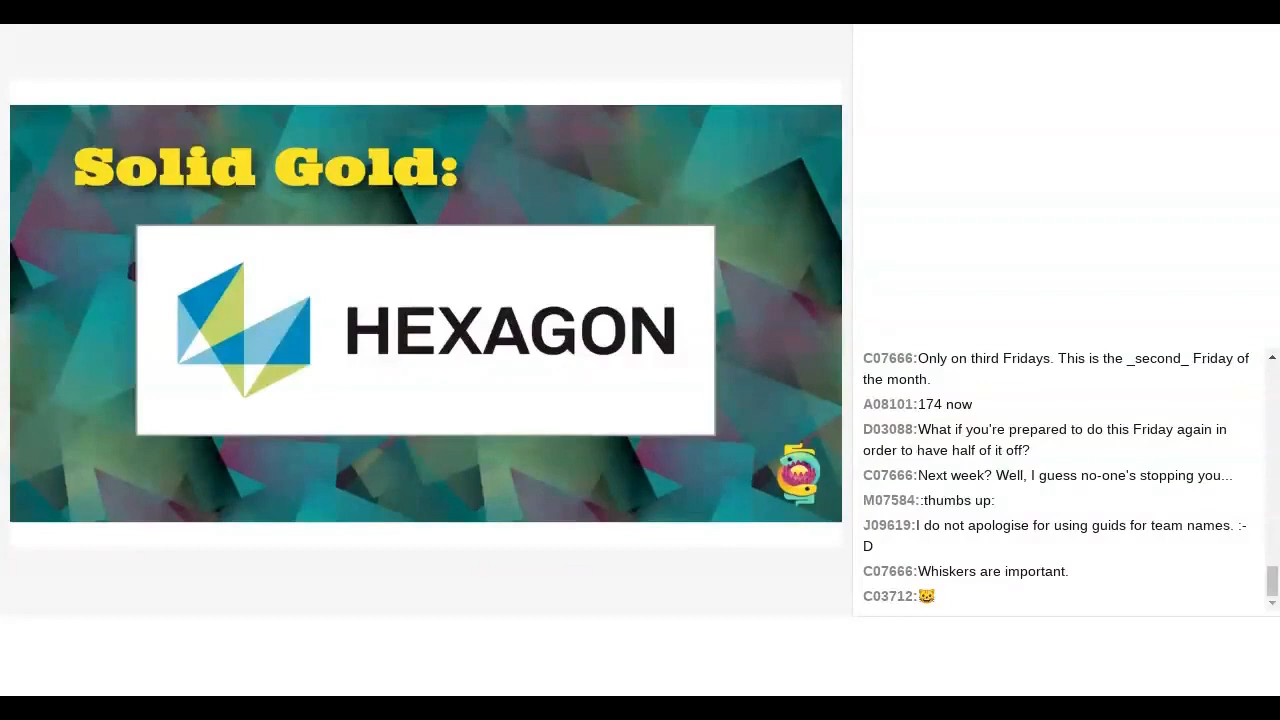 Solid Gold:
HEXAGON
C07666:Only on third Fridays. This is the _second_ Friday of
the month.
A08101:174 now
D03088:What if you're prepared to do this Friday again in
order to have half of it off?
C07666:Next week? Well, I guess no-one's stopping you...
M07584::thumbs up:
J09619:I do not apologise for using guids for team names. :-
D
C07666:Whiskers are important.
C03712:😺